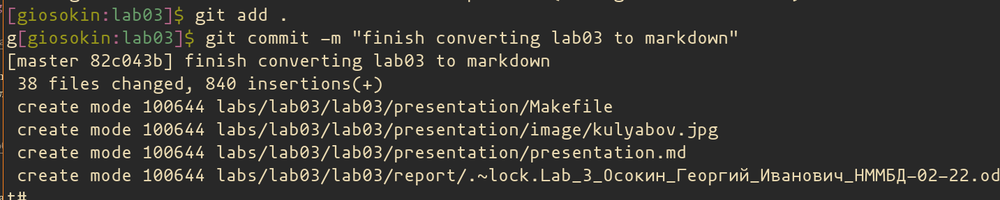 [giosokin:lab03]$ git add .
g[giosokin:lab03]$ git commit -m "finish converting lab03 to markdown"
[master 82c043b] finish converting lab03 to markdown
 38 files changed, 840 insertions(+)
 create mode 100644 labs/lab03/lab03/presentation/Makefile
 create mode 100644 labs/lab03/lab03/presentation/image/kulyabov.jpg
 create mode 100644 labs/lab03/lab03/presentation/presentation.md
 create mode 100644 labs/lab03/lab03/report/.~lock.Lab_3_Осокин_Георгий_Иванович_НММБД-02-22.od
t#